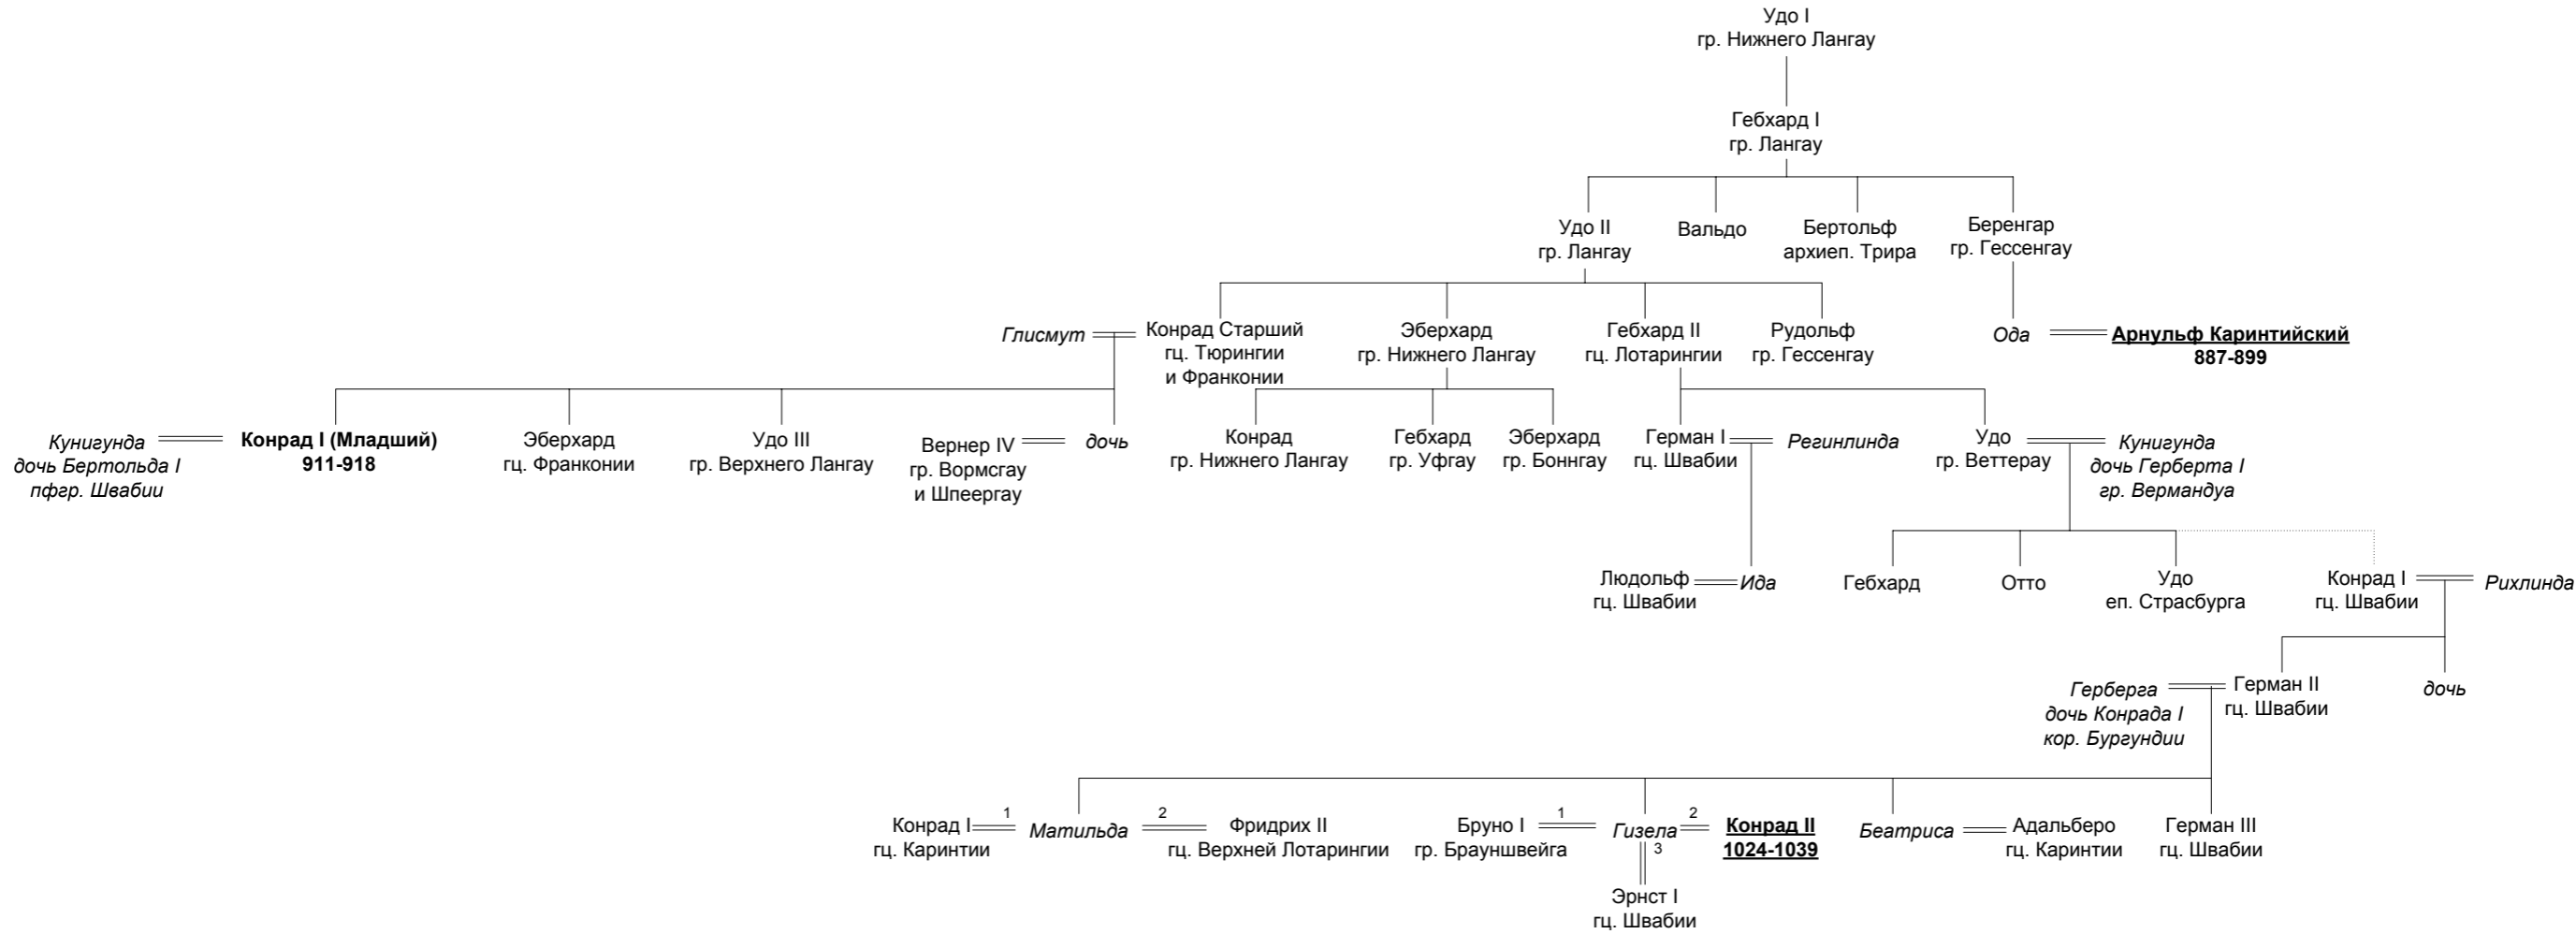 Удо I
гр. Нижнего Лангау
Гебхард I
гр. Лангау
Удо II
гр. Лангау
Вальдо
Бертольф
архиеп. Трира
Беренгар
гр. Гессенгау
Глисмут
Конрад Старший
гц. Тюрингии
и Франконии
Эберхард
гр. Нижнего Лангау
Гебхард II
гц. Лотарингии
Рудольф
гр. Гессенгау
Ода
Арнульф Каринтийский
887-899
Кунигунда
дочь Бертольда I
пфгр. Швабии
Конрад I (Младший)
911-918
Эберхард
гц. Франконии
Удо III
гр. Верхнего Лангау
Вернер IV
гр. Вормсгау
и Шпеергау
дочь
Конрад
гр. Нижнего Лангау
Гебхард
гр. Уфгау
Эберхард
гр. Боннгау
Герман I
гц. Швабии
Регинлинда
Удо
гр. Веттерау
Кунигунда
дочь Герберта I
гр. Вермандуа
Людольф
гц. Швабии
Ида
Гебхард
Отто
Удо
еп. Страсбурга
Конрад I
гц. Швабии
Рихлинда
Герберга
дочь Конрада I
кор. Бургундии
Герман II
гц. Швабии
дочь
Конрад I
гц. Каринтии
1
Матильда
2
Фридрих II
гц. Верхней Лотарингии
Бруно I
гр. Брауншвейга
1
Гизела
2
3
Конрад II
1024-1039
Беатриса
Адальберо
гц. Каринтии
Герман III
гц. Швабии
Эрнст I
гц. Швабии